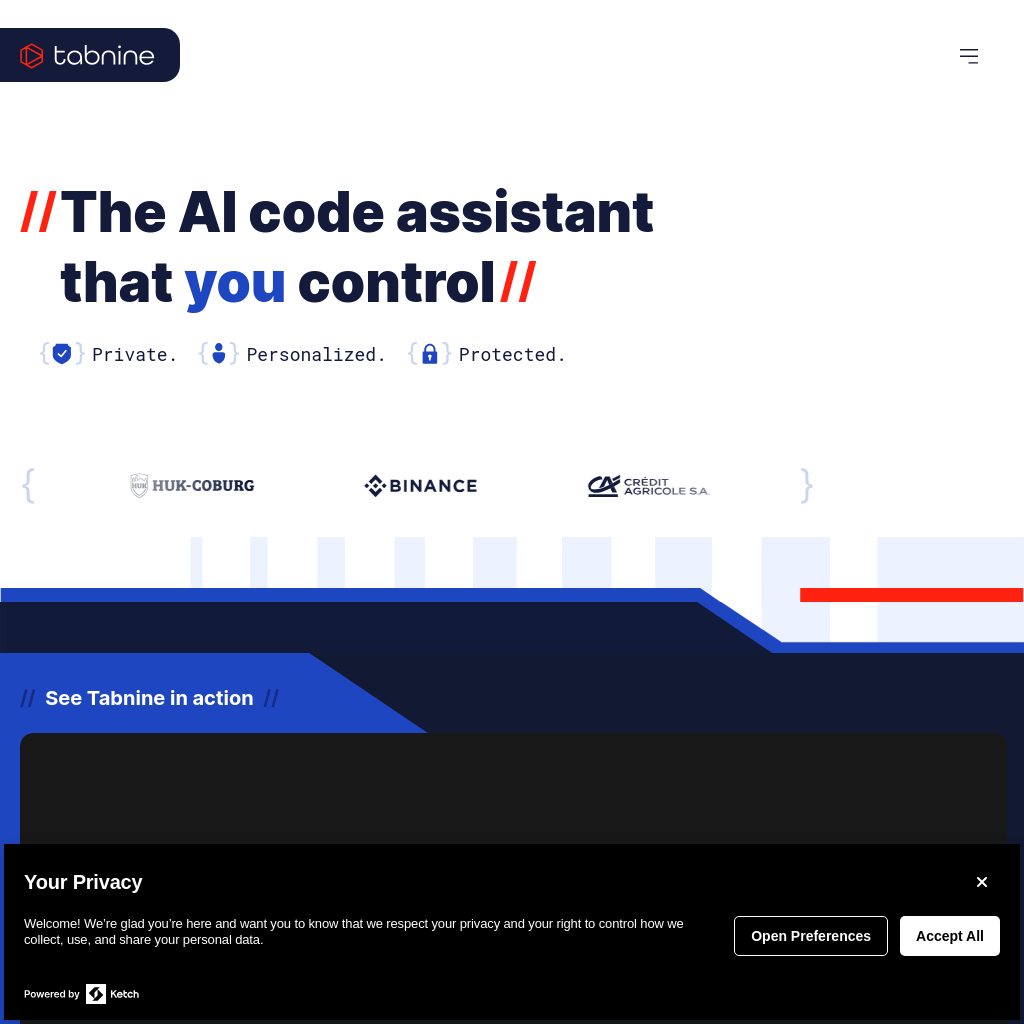 tabnine
//The AI code assistant
that you control//
{ } Private. { } Personalized. { } Protected.
{ HUK HUK-COBURG BINANCE CA CRÉDIT AGRICOLE S.A. }
// See Tabnine in action //
Your Privacy
Welcome! We’re glad you’re here and want you to know that we respect your privacy and your right to control how we
collect, use, and share your personal data.
Open Preferences
Accept All
Powered by Ketch